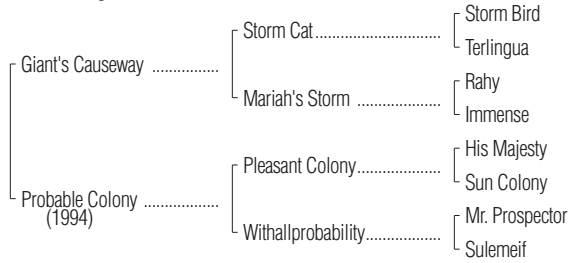 Storm Bird
Storm Cat..............................
Terlingua
Giant's Causeway ................
Rahy
Mariah's Storm ....................
Immense
His Majesty
Pleasant Colony....................
Sun Colony
Probable Colony ..................
(1994)
Mr. Prospector
Withallprobability..................
Sulemeif